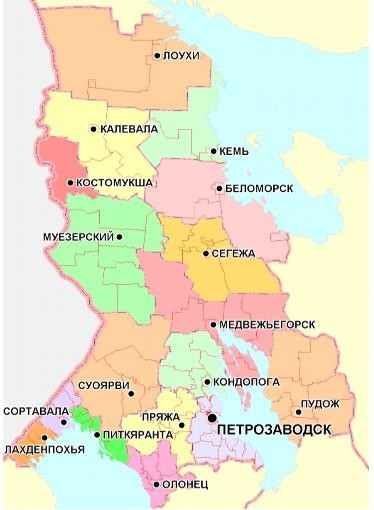 ЛОУХИ
КАЛЕВАЛА
КЕМЬ
КОСТОМУКША
БЕЛОМОРСК
МУЕЗЕРСКИЙ
СЕГЕЖА
МЕДВЕЖЬЕГОРСК
СУОЯРВИ
КОНДОПОГА
ПУДОЖ
СОРТАВАЛА
ПРЯЖА
ПЕТРОЗАВОДСК
ПИТКЯРАНТА
ЛАХДЕНПОХЬЯ
ОЛОНЕЦ